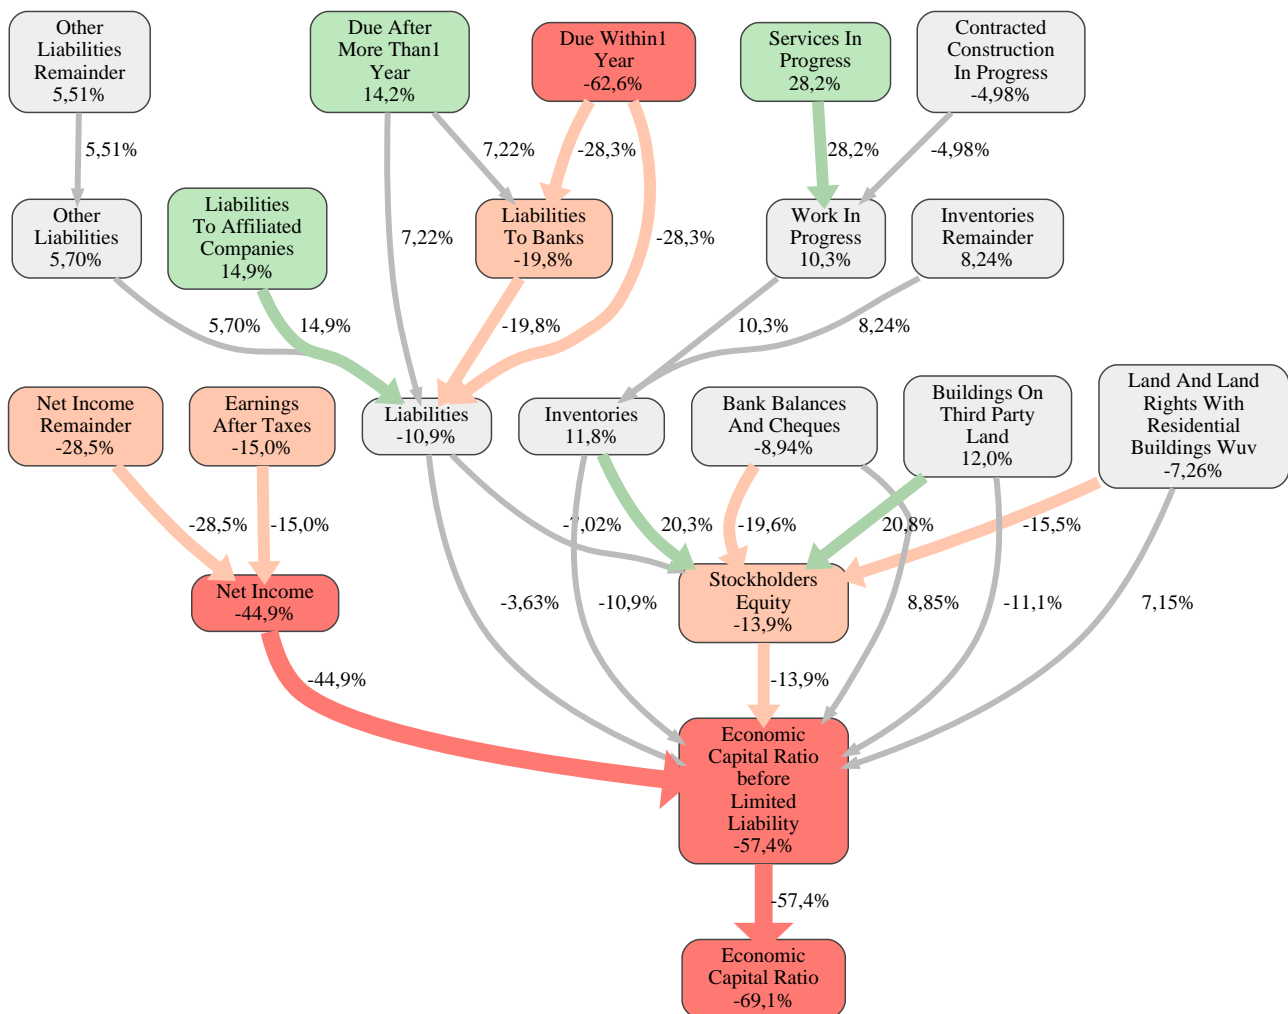 Other
Liabilities
Remainder
5,51%
Due After
More Than1
Year
14,2%
Due Within1
Year
-62,6%
Services In
Progress
28,2%
Contracted
Construction
In Progress
-4,98%
5,51%
7,22%
-28,3%
28,2%
-4,98%
Other
Liabilities
5,70%
Liabilities
To Affiliated
Companies
14,9%
7,22%
Liabilities
To Banks
-19,8%
-28,3%
Work In
Progress
10,3%
Inventories
Remainder
8,24%
5,70%
14,9%
-19,8%
10,3%
8,24%
Net Income
Remainder
-28,5%
Earnings
After Taxes
-15,0%
Liabilities
-10,9%
Inventories
11,8%
Bank Balances
And Cheques
-8,94%
Buildings On
Third Party
Land
12,0%
Land And Land
Rights With
Residential
Buildings Wuv
-7,26%
-28,5%
-15,0%
-7,02%
20,3%
-19,6%
20,8%
-15,5%
Net Income
-44,9%
-3,63%
-10,9%
Stockholders
Equity
-13,9%
8,85%
-11,1%
7,15%
-44,9%
-13,9%
Economic
Capital Ratio
before
Limited
Liability
-57,4%
-57,4%
Economic
Capital Ratio
-69,1%